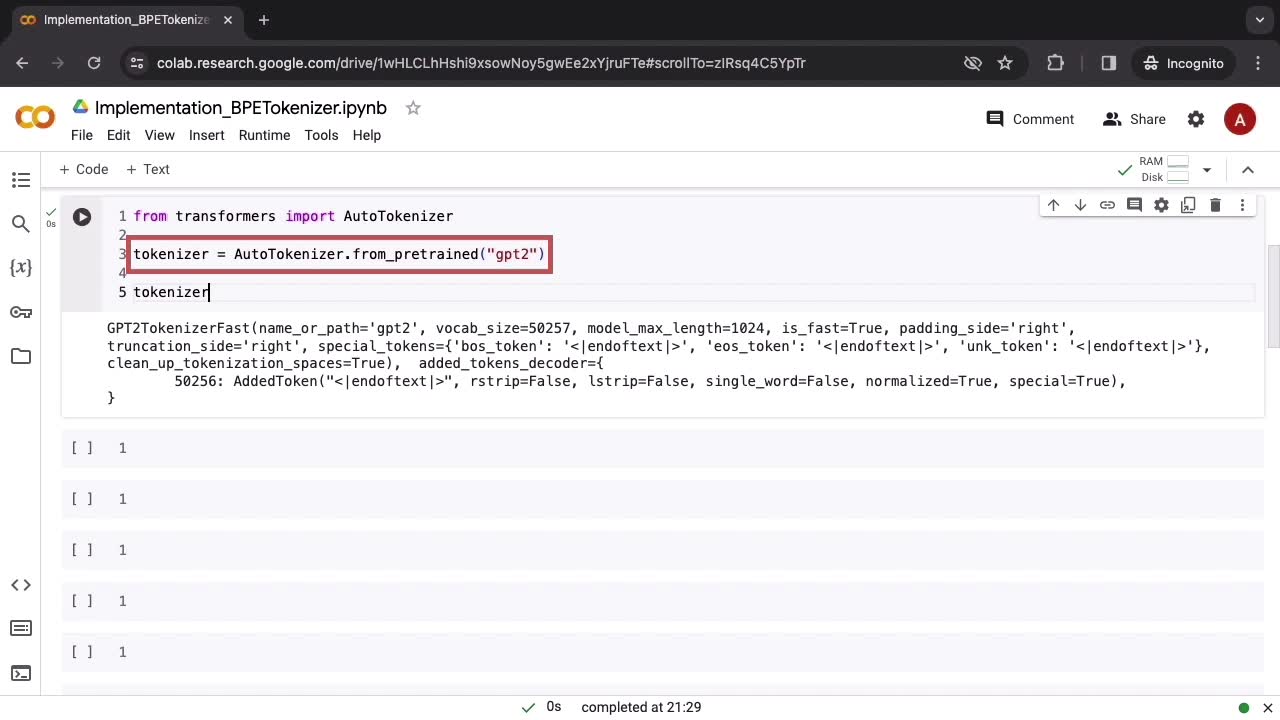 Implementation_BPETokenize
colab.research.google.com/drive/1wHLCLhHshi9xsowNoy5gwEe2xYjruFTe#scrollTo=zIRsq4C5YpTr
Incognito
Implementation_BPETokenizer.ipynb
Comment
Share
A
File Edit View Insert Runtime Tools Help
+ Code + Text
RAM
Disk
0s
1 from transformers import AutoTokenizer
2
3 tokenizer = AutoTokenizer.from_pretrained("gpt2")
4
5 tokenizer
GPT2TokenizerFast(name_or_path='gpt2', vocab_size=50257, model_max_length=1024, is_fast=True, padding_side='right',
truncation_side='right', special_tokens={'bos_token': '<|endoftext|>', 'eos_token': '<|endoftext|>', 'unk_token': '<|endoftext|>'},
clean_up_tokenization_spaces=True), added_tokens_decoder={
50256: AddedToken("<|endoftext|>", rstrip=False, lstrip=False, single_word=False, normalized=True, special=True),
}
[ ] 1
[ ] 1
[ ] 1
[ ] 1
[ ] 1
0s completed at 21:29